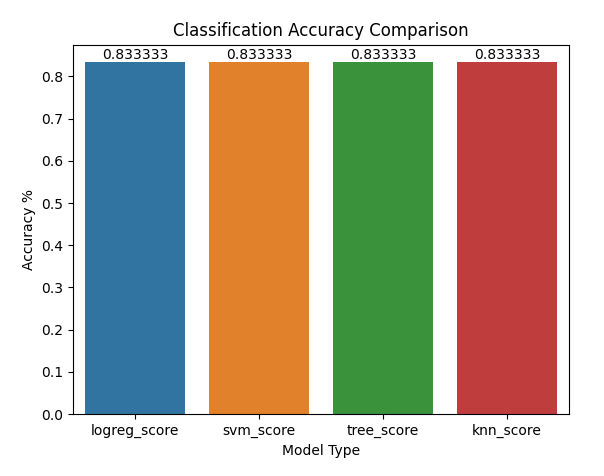 Classification Accuracy Comparison
0.833333 0.833333 0.833333 0.833333
0.8
0.7
0.6
0.5
0.4
0.3
0.2
0.1
0.0
Accuracy %
logreg_score svm_score tree_score knn_score
Model Type